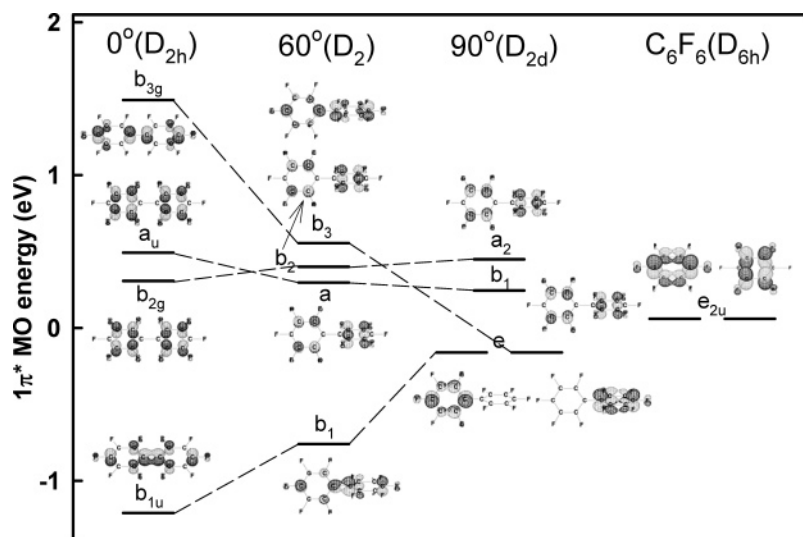 0°(D2h) 60°(D2) 90°(D2d) C6F6(D6h)
1π* MO energy (eV)
2
1
0
-1
b3g
au
b2g
b1u
b3
b2
a
b1
a2
b1
e
e2u